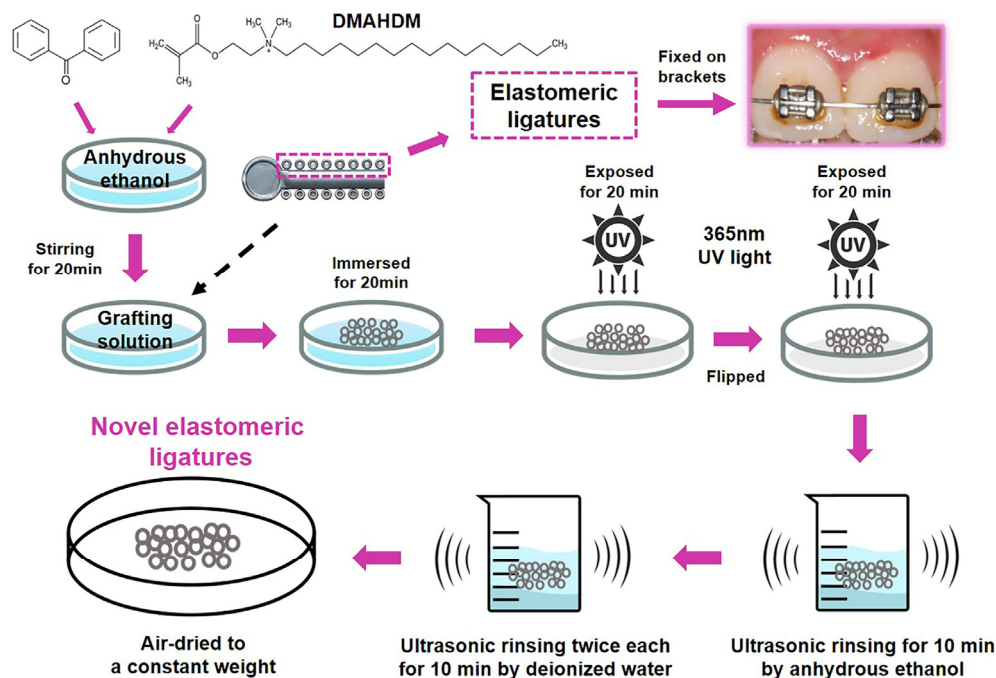 DMAHDM
O
H₂C
O
O
CH₃
H₃C
CH₃
N
+
CH₃
Anhydrous
ethanol
Elastomeric
ligatures
Fixed on
brackets
Stirring
for 20min
Grafting
solution
Immersed
for 20min
Exposed
for 20 min
UV
365nm
UV light
Exposed
for 20 min
UV
Flipped
Novel elastomeric
ligatures
Air-dried to
a constant weight
Ultrasonic rinsing twice each
for 10 min by deionized water
Ultrasonic rinsing for 10 min
by anhydrous ethanol